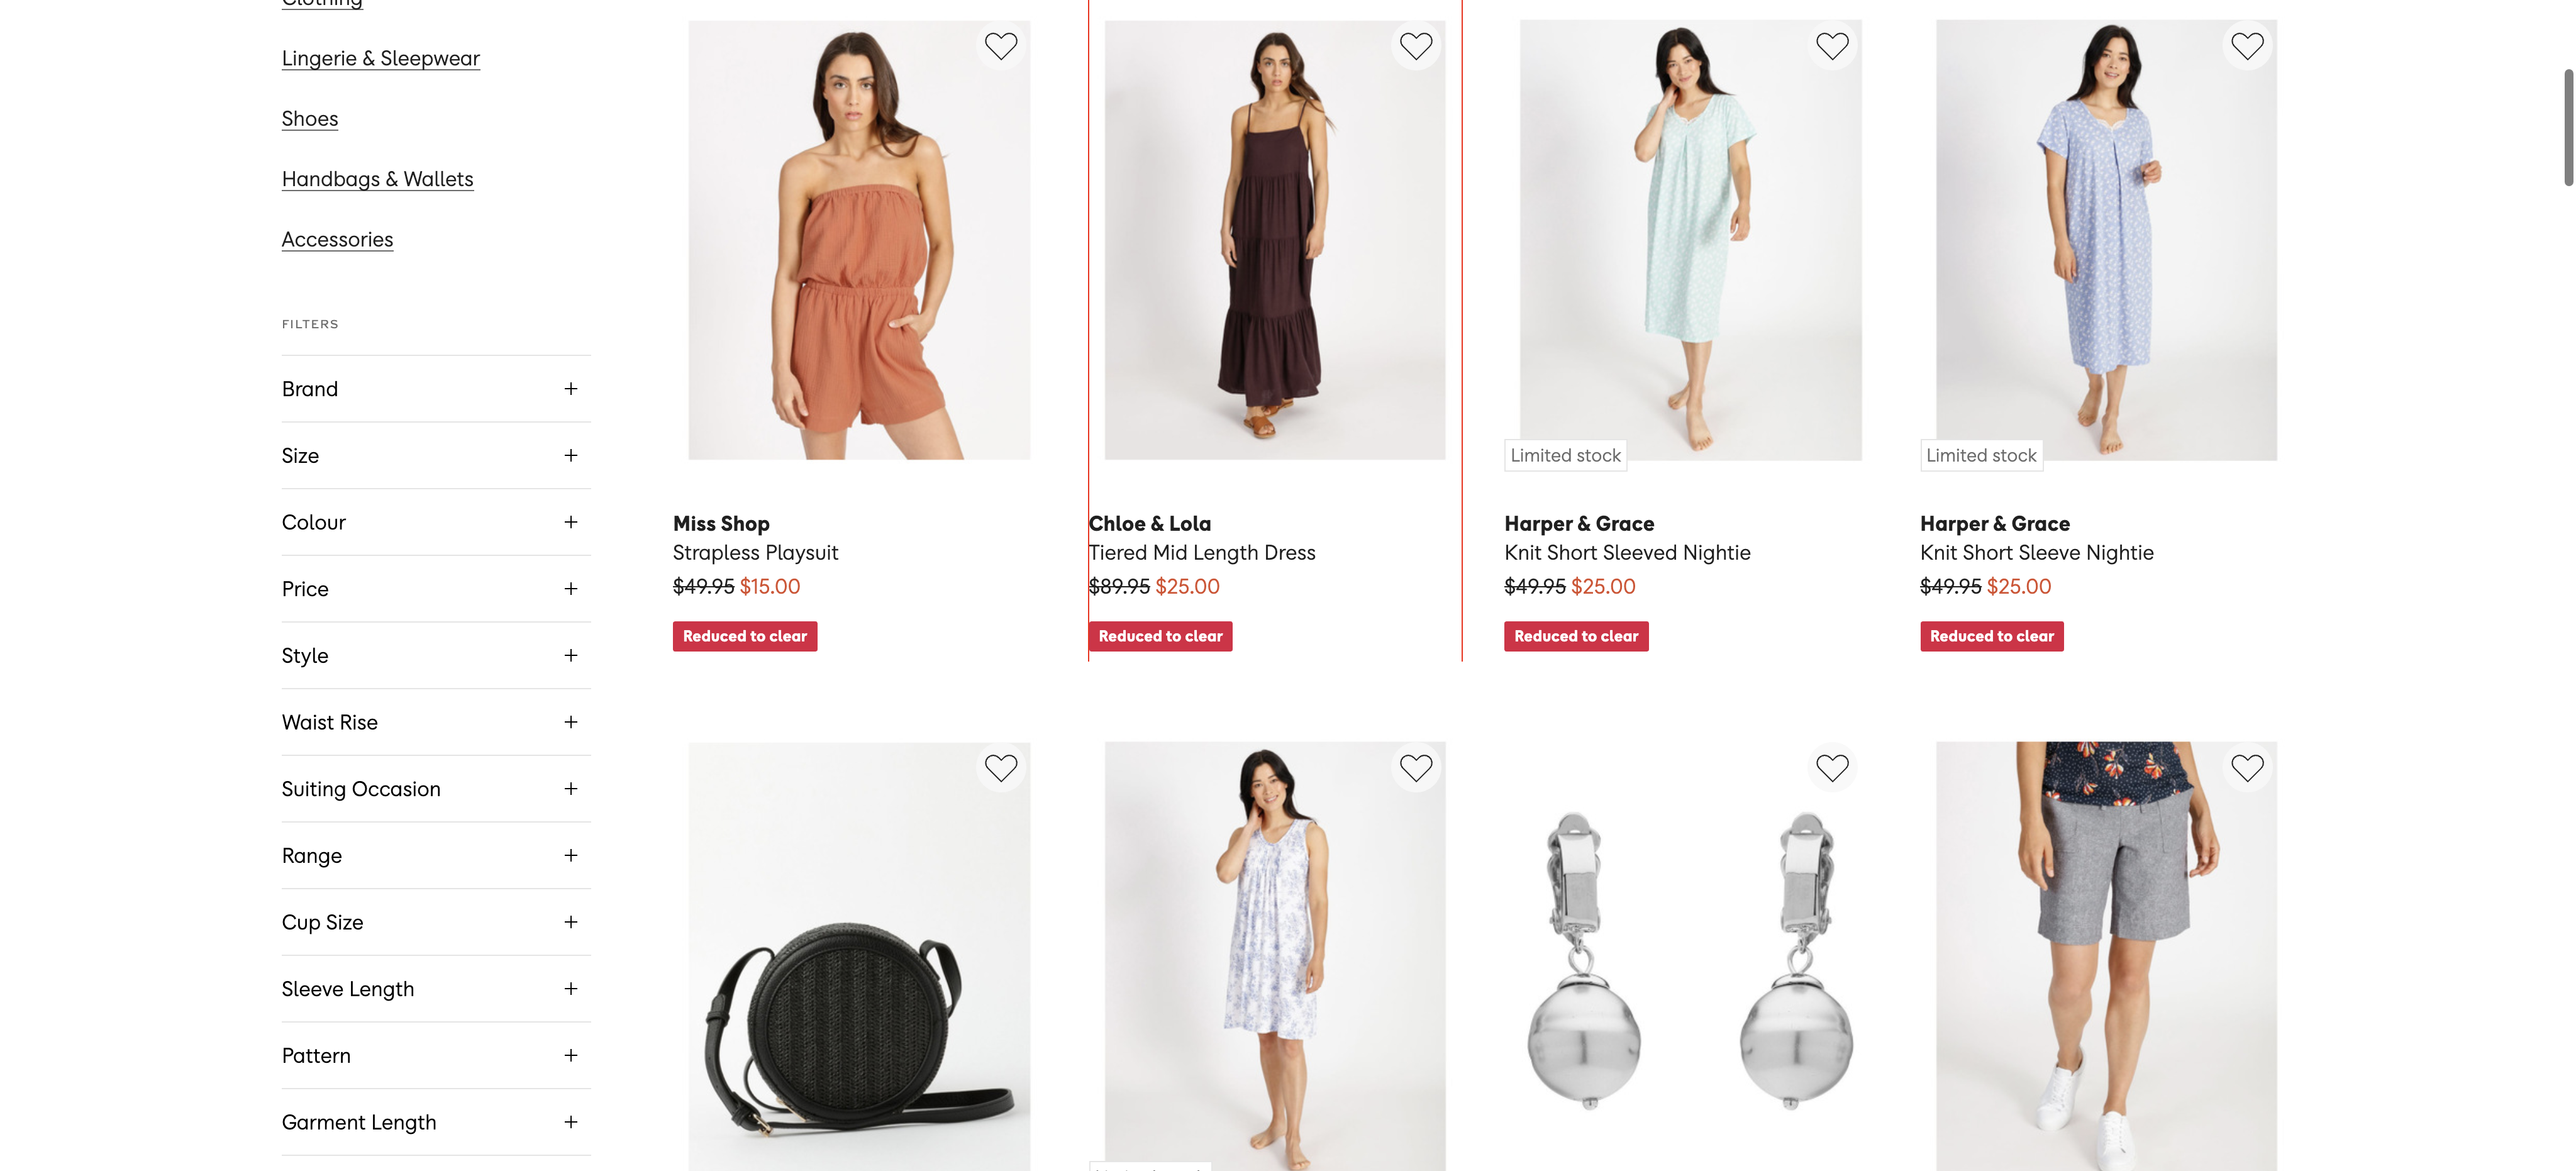 Clothing
Lingerie & Sleepwear
Shoes
Handbags & Wallets
Accessories
FILTERS
Brand
Size
Colour
Price
Style
Waist Rise
Suiting Occasion
Range
Cup Size
Sleeve Length
Pattern
Garment Length
Miss Shop
Strapless Playsuit
$49.95 $15.00
Reduced to clear
Chloe & Lola
Tiered Mid Length Dress
$89.95 $25.00
Reduced to clear
Limited stock
Harper & Grace
Knit Short Sleeved Nightie
$49.95 $25.00
Reduced to clear
Limited stock
Harper & Grace
Knit Short Sleeve Nightie
$49.95 $25.00
Reduced to clear